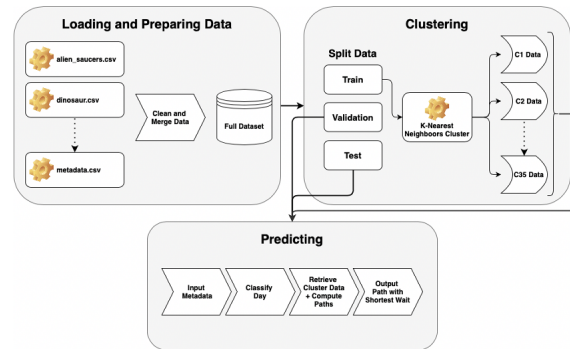 Loading and Preparing Data
alien_saucers.csv
dinosaur.csv
metadata.csv
Clean and
Merge Data
Full Dataset
Clustering
Split Data
Train
Validation
Test
K-Nearest
Neighboors Cluster
C1 Data
C2 Data
C35 Data
Predicting
Input
Metadata
Classify
Day
Retrieve
Cluster Data
+ Compute
Paths
Output
Path with
Shortest Wait